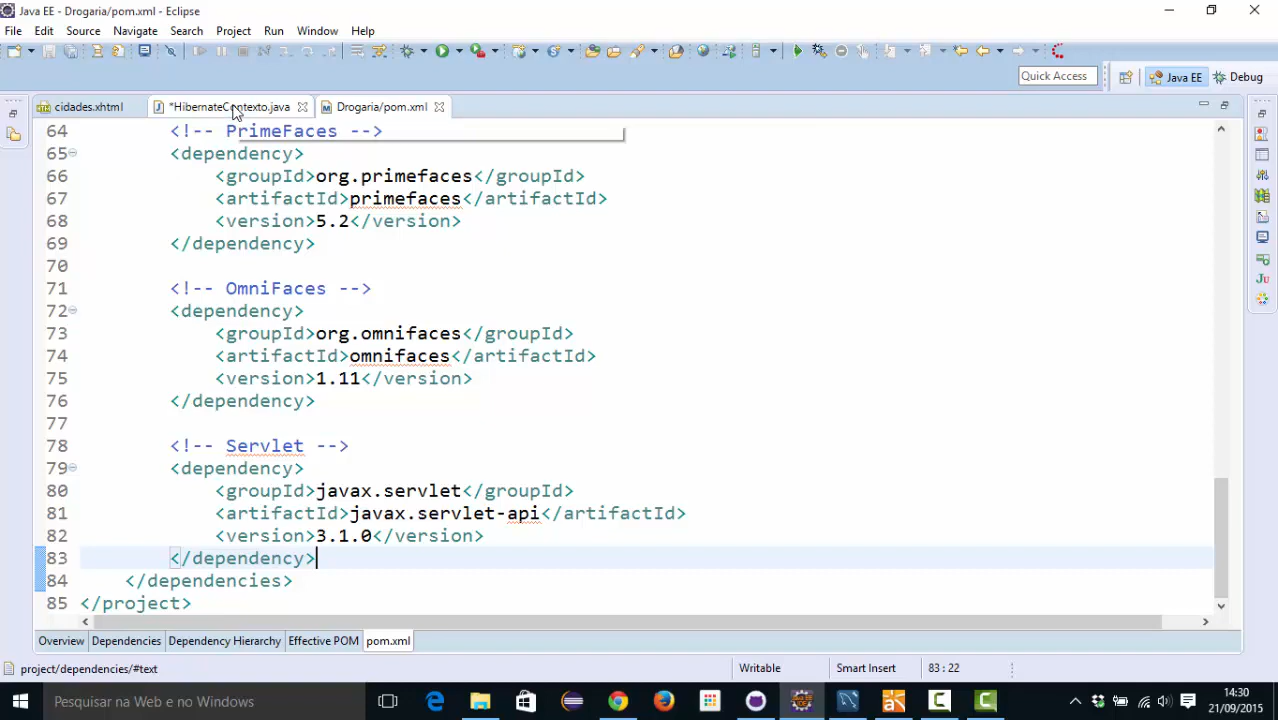 Java EE - Drogaria/pom.xml - Eclipse
File Edit Source Navigate Search Project Run Window Help
Quick Access Java EE Debug
cidades.xhtml *HibernateContexto.java Drogaria/pom.xml
64 <!-- PrimeFaces -->
65 <dependency>
66 <groupId>org.primefaces</groupId>
67 <artifactId>primefaces</artifactId>
68 <version>5.2</version>
69 </dependency>
70
71 <!-- OmniFaces -->
72 <dependency>
73 <groupId>org.omnifaces</groupId>
74 <artifactId>omnifaces</artifactId>
75 <version>1.11</version>
76 </dependency>
77
78 <!-- Servlet -->
79 <dependency>
80 <groupId>javax.servlet</groupId>
81 <artifactId>javax.servlet-api</artifactId>
82 <version>3.1.0</version>
83 </dependency>
84 </dependencies>
85 </project>
Overview Dependencies Dependency Hierarchy Effective POM pom.xml
project/dependencies/#text Writable Smart Insert 83 : 22
Pesquisar na Web e no Windows
14:30
21/09/2015